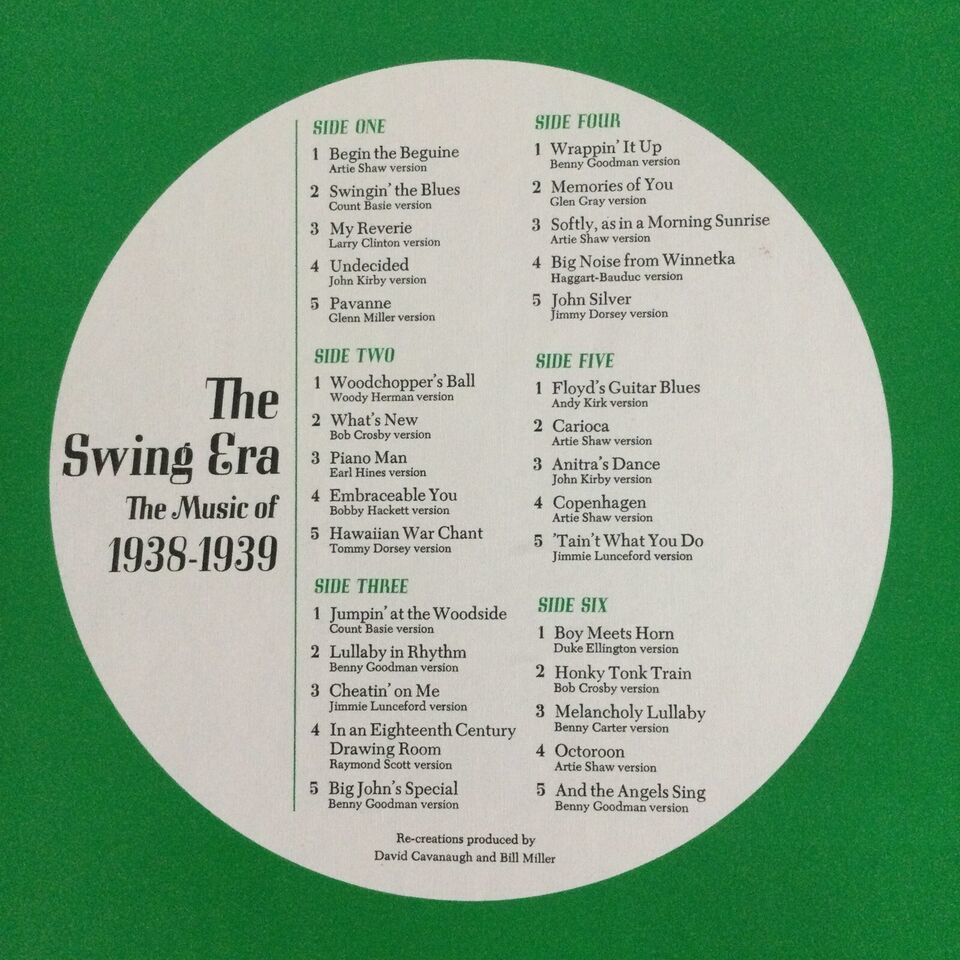 The
Swing Era
The Music of
1938-1939
SIDE ONE
1 Begin the Beguine
Artie Shaw version
2 Swingin' the Blues
Count Basie version
3 My Reverie
Larry Clinton version
4 Undecided
John Kirby version
5 Pavanne
Glenn Miller version
SIDE TWO
1 Woodchopper's Ball
Woody Herman version
2 What's New
Bob Crosby version
3 Piano Man
Earl Hines version
4 Embraceable You
Bobby Hackett version
5 Hawaiian War Chant
Tommy Dorsey version
SIDE THREE
1 Jumpin' at the Woodside
Count Basie version
2 Lullaby in Rhythm
Benny Goodman version
3 Cheatin' on Me
Jimmie Lunceford version
4 In an Eighteenth Century
Drawing Room
Raymond Scott version
5 Big John's Special
Benny Goodman version
SIDE FOUR
1 Wrappin' It Up
Benny Goodman version
2 Memories of You
Glen Gray version
3 Softly, as in a Morning Sunrise
Artie Shaw version
4 Big Noise from Winnetka
Haggart-Bauduc version
5 John Silver
Jimmy Dorsey version
SIDE FIVE
1 Floyd's Guitar Blues
Andy Kirk version
2 Carioca
Artie Shaw version
3 Anitra's Dance
John Kirby version
4 Copenhagen
Artie Shaw version
5 'Tain't What You Do
Jimmie Lunceford version
SIDE SIX
1 Boy Meets Horn
Duke Ellington version
2 Honky Tonk Train
Bob Crosby version
3 Melancholy Lullaby
Benny Carter version
4 Octoroon
Artie Shaw version
5 And the Angels Sing
Benny Goodman version
Re-creations produced by
David Cavanaugh and Bill Miller